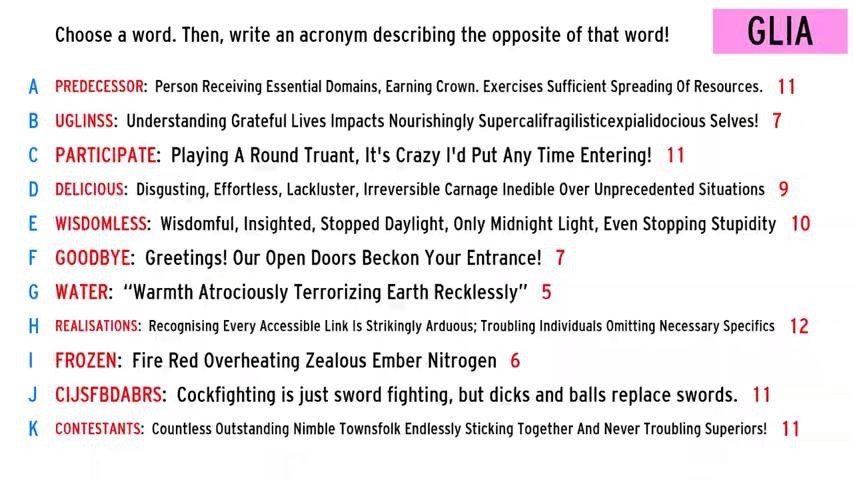 Choose a word. Then, write an acronym describing the opposite of that word!
GLIA
A PREDECESSOR: Person Receiving Essential Domains, Earning Crown. Exercises Sufficient Spreading Of Resources. 11
B UGLINSS: Understanding Grateful Lives Impacts Nourishingly Supercalifragilisticexpialidocious Selves! 7
C PARTICIPATE: Playing A Round Truant, It's Crazy I'd Put Any Time Entering! 11
D DELICIOUS: Disgusting, Effortless, Lackluster, Irreversible Carnage Inedible Over Unprecedented Situations 9
E WISDOMLESS: Wisdomful, Insighted, Stopped Daylight, Only Midnight Light, Even Stopping Stupidity 10
F GOODBYE: Greetings! Our Open Doors Beckon Your Entrance! 7
G WATER: “Warmth Atrociously Terrorizing Earth Recklessly” 5
H REALISATIONS: Recognising Every Accessible Link Is Strikingly Arduous; Troubling Individuals Omitting Necessary Specifics 12
I FROZEN: Fire Red Overheating Zealous Ember Nitrogen 6
J CIJSFBDABRS: Cockfighting is just sword fighting, but dicks and balls replace swords. 11
K CONTESTANTS: Countless Outstanding Nimble Townsfolk Endlessly Sticking Together And Never Troubling Superiors! 11